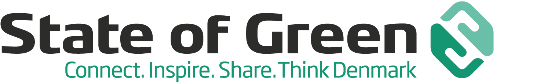 State of Green
Connect. Inspire. Share. Think Denmark